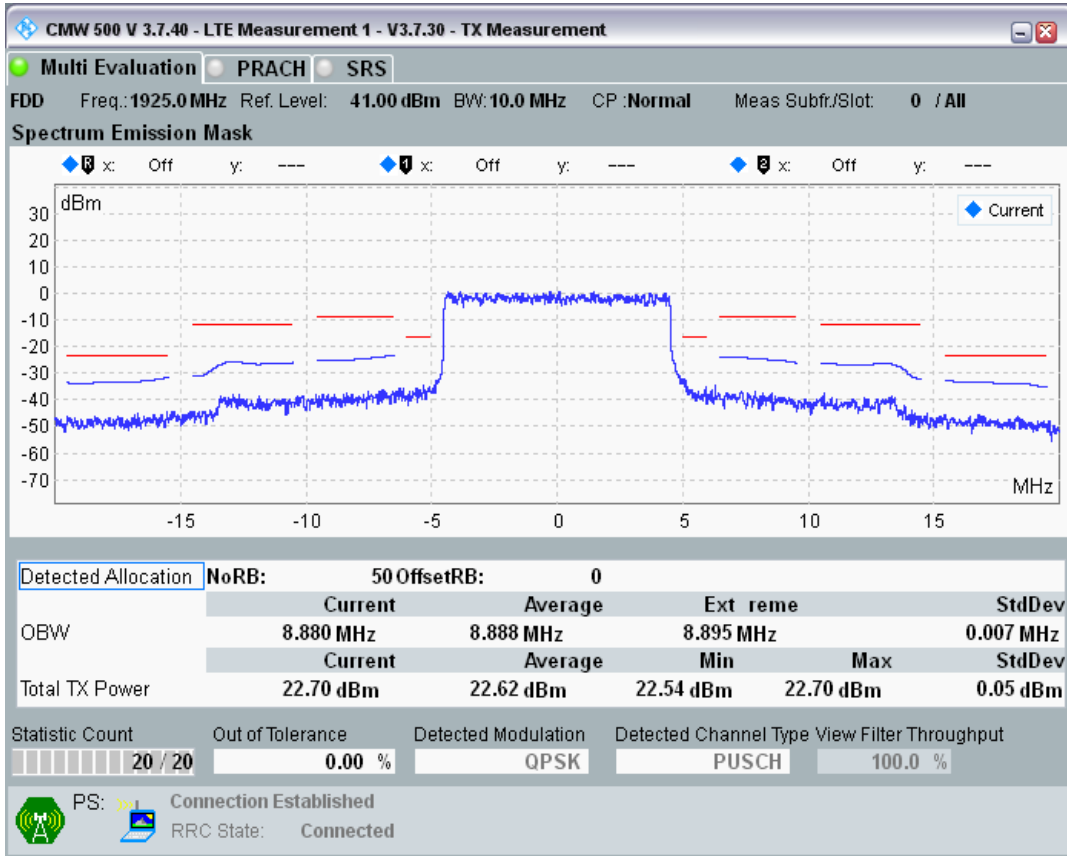 CMW 500 V 3.7.40 - LTE Measurement 1 - V3.7.30 - TX Measurement
Multi Evaluation PRACH SRS
FDD Freq.: 1925.0 MHz Ref. Level: 41.00 dBm BW: 10.0 MHz CP :Normal Meas Subfr./Slot: 0 / All
Spectrum Emission Mask
R x: Off y: --- 1 x: Off y: --- 2 x: Off y: ---
dBm
Current
30
20
10
0
-10
-20
-30
-40
-50
-60
-70
MHz
-15 -10 -5 0 5 10 15
Detected Allocation NoRB: 50 OffsetRB: 0
Current Average Ext reme StdDev
OBW 8.880 MHz 8.888 MHz 8.895 MHz 0.007 MHz
Current Average Min Max StdDev
Total TX Power 22.70 dBm 22.62 dBm 22.54 dBm 22.70 dBm 0.05 dBm
Statistic Count Out of Tolerance Detected Modulation Detected Channel Type View Filter Throughput
20 / 20 0.00 % QPSK PUSCH 100.0 %
PS: Connection Established
RRC State: Connected